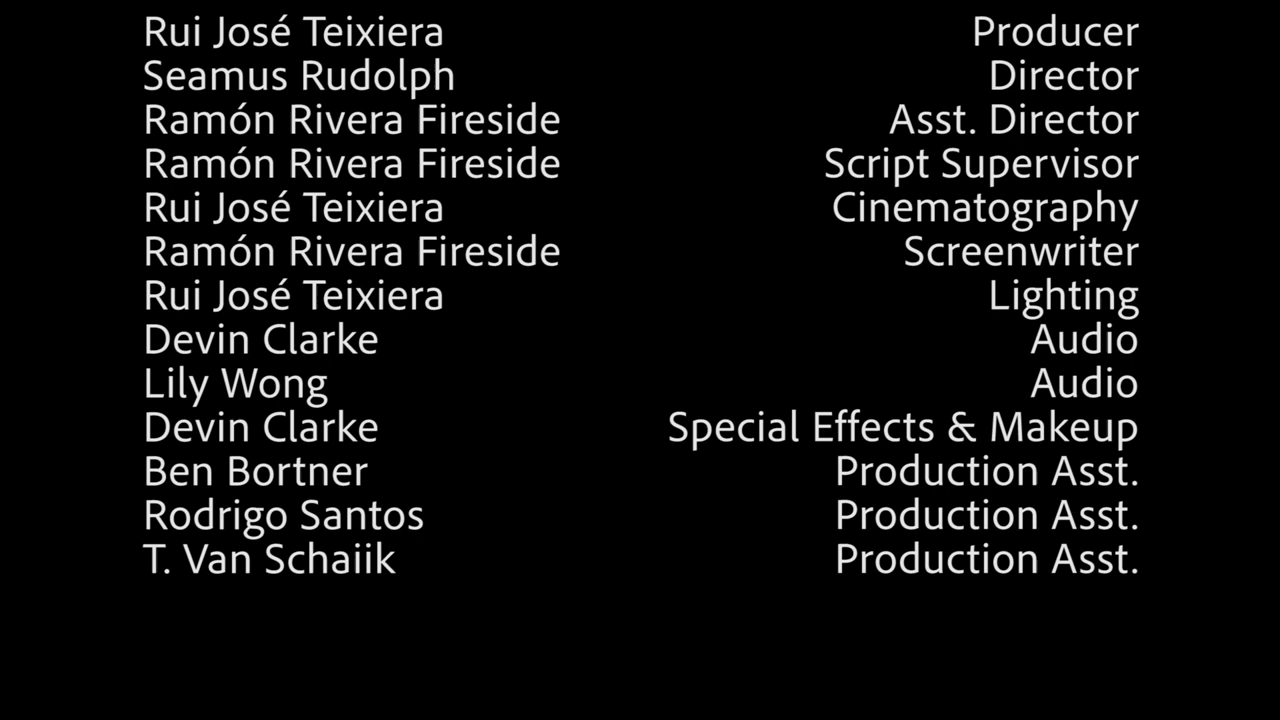 Rui José Teixiera Producer
Seamus Rudolph Director
Ramón Rivera Fireside Asst. Director
Ramón Rivera Fireside Script Supervisor
Rui José Teixiera Cinematography
Ramón Rivera Fireside Screenwriter
Rui José Teixiera Lighting
Devin Clarke Audio
Lily Wong Audio
Devin Clarke Special Effects & Makeup
Ben Bortner Production Asst.
Rodrigo Santos Production Asst.
T. Van Schaiik Production Asst.